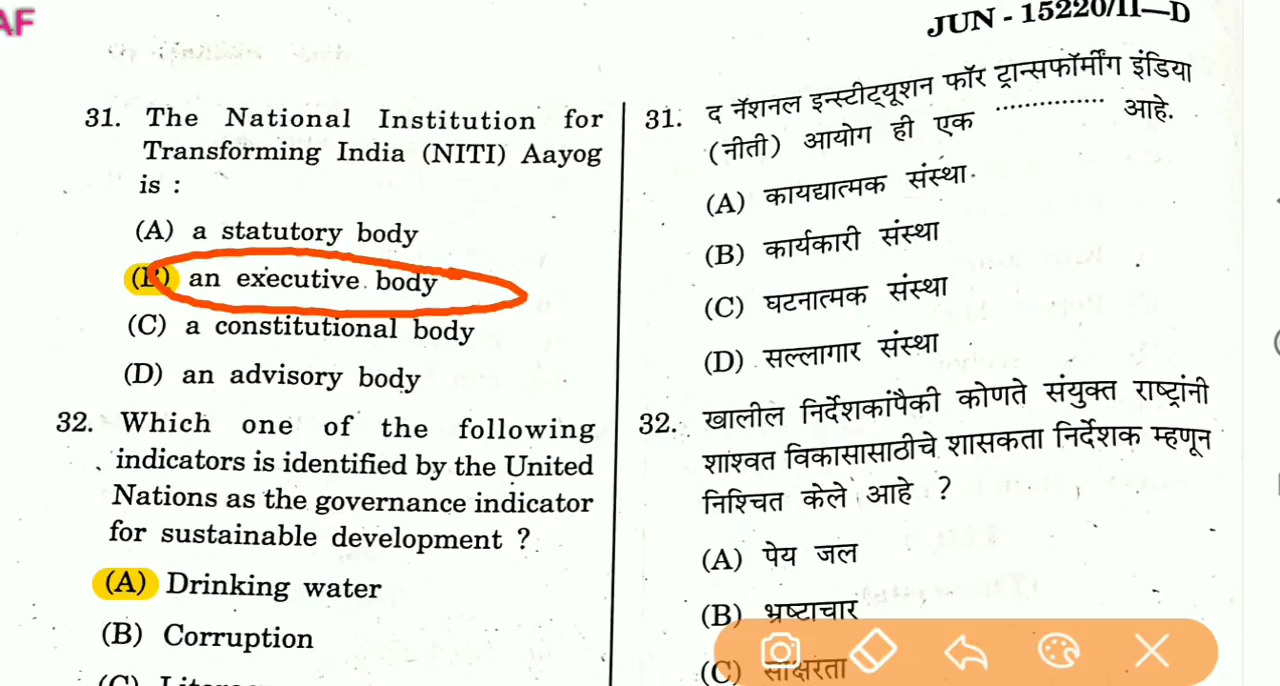 AF
JUN - 15220/II—D
31. The National Institution for
Transforming India (NITI) Aayog
is :
(A) a statutory body
(B) an executive body
(C) a constitutional body
(D) an advisory body
32. Which one of the following
indicators is identified by the United
Nations as the governance indicator
for sustainable development ?
(A) Drinking water
(B) Corruption
(C)
31. द नॅशनल इन्स्टीट्यूशन फॉर ट्रान्सफॉर्मींग इंडिया
(नीती) आयोग ही एक ............... आहे.
(A) कायद्यात्मक संस्था
(B) कार्यकारी संस्था
(C) घटनात्मक संस्था
(D) सल्लागार संस्था
32. खालील निर्देशकांपैकी कोणते संयुक्त राष्ट्रांनी
शाश्वत विकासासाठीचे शासकता निर्देशक म्हणून
निश्चित केले आहे ?
(A) पेय जल
(B) भ्रष्टाचार
(C) साक्षरता